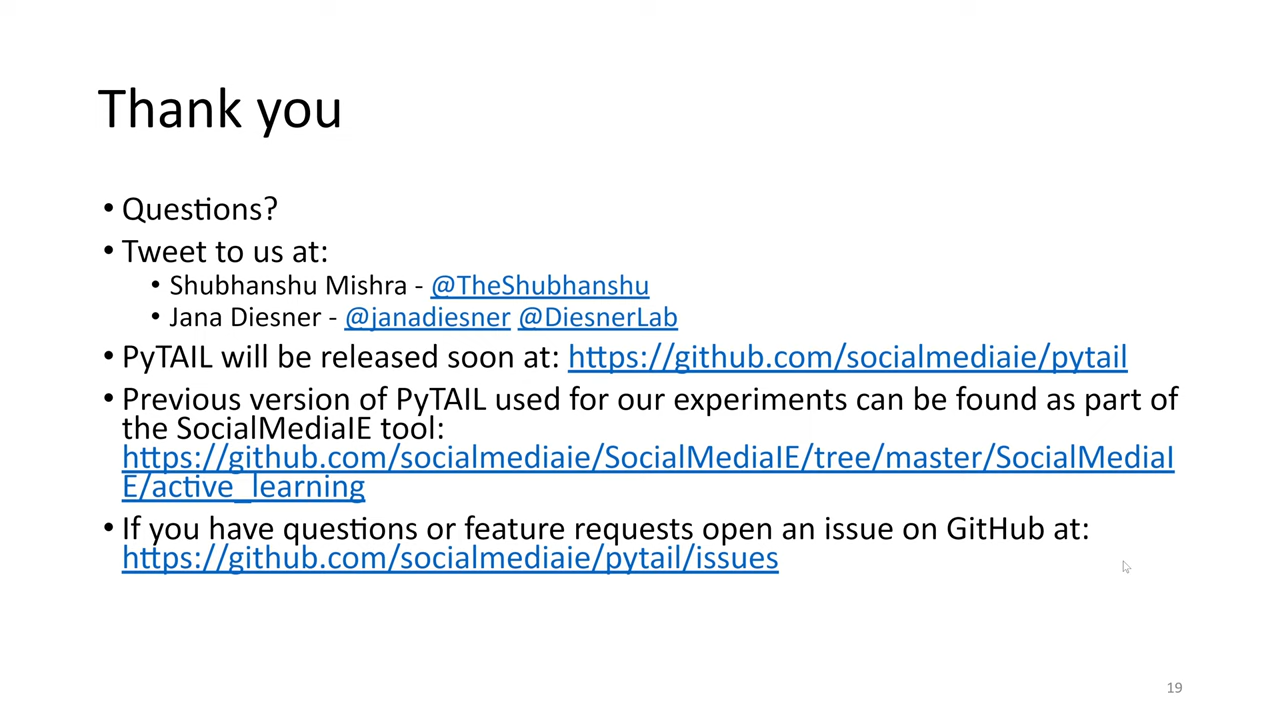 Thank you
• Questions?
• Tweet to us at:
• Shubhanshu Mishra - @TheShubhanshu
• Jana Diesner - @janadiesner @DiesnerLab
• PyTAIL will be released soon at: https://github.com/socialmediaie/pytail
• Previous version of PyTAIL used for our experiments can be found as part of
the SocialMediaIE tool:
https://github.com/socialmediaie/SocialMediaIE/tree/master/SocialMediaI
E/active_learning
• If you have questions or feature requests open an issue on GitHub at:
https://github.com/socialmediaie/pytail/issues
19